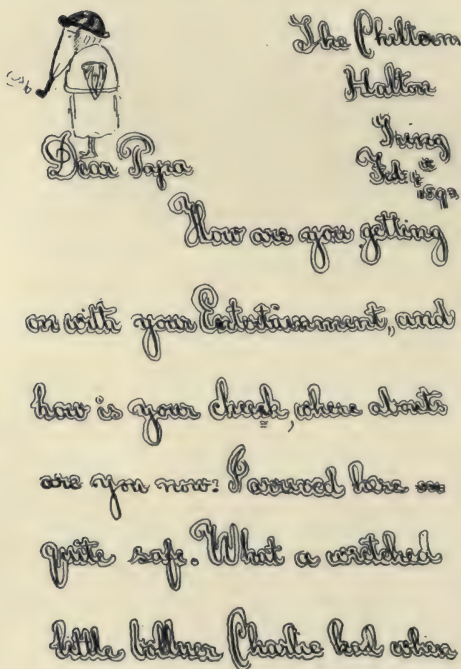 The Chiltern
Halton
Tring
Feb
Dear Papa
How are you getting
on with your Entertainment, and
how is your cheek, where abouts
are you now? I arrived here
quite safe. What a wretched
little Charlie had when